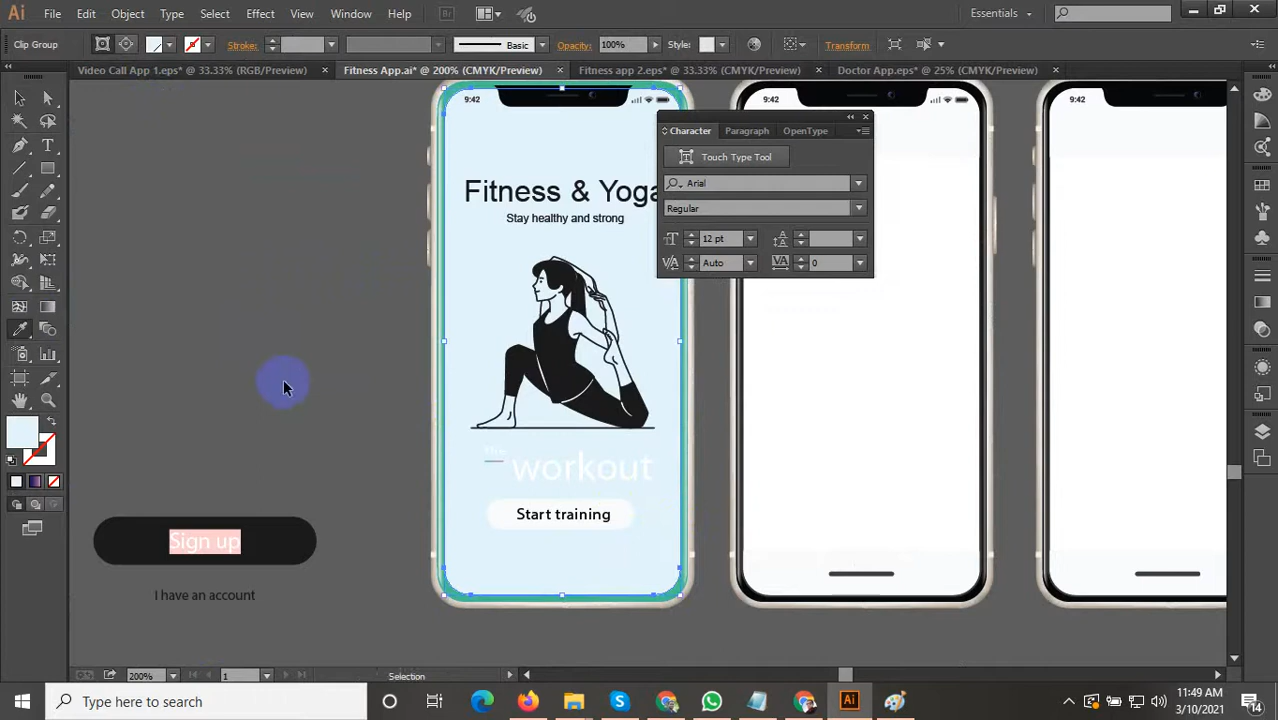 Ai File Edit Object Type Select Effect View Window Help Br Essentials
Clip Group Stroke: Basic Opacity: 100% Style: Transform
Video Call App 1.eps* @ 33.33% (RGB/Preview) Fitness App.ai* @ 200% (CMYK/Preview) Fitness app 2.eps* @ 33.33% (CMYK/Preview) Doctor App.eps* @ 25% (CMYK/Preview)
9:42 9:42 9:42
Character Paragraph OpenType
Touch Type Tool
Arial
Regular
12 pt
Auto 0
Fitness & Yoga
Stay healthy and strong
workout
Start training
Sign up
I have an account
200% 1 Selection
Type here to search
11:49 AM
3/10/2021
14